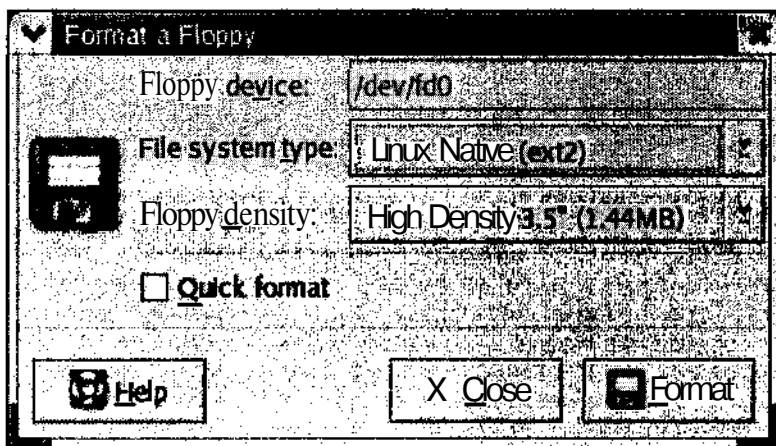 Format a Floppy
Floppy device: /dev/fd0
File system type: Linux Native (ext2)
Floppy density: High Density 3.5" (1.44MB)
Quick format
Help X Close Format